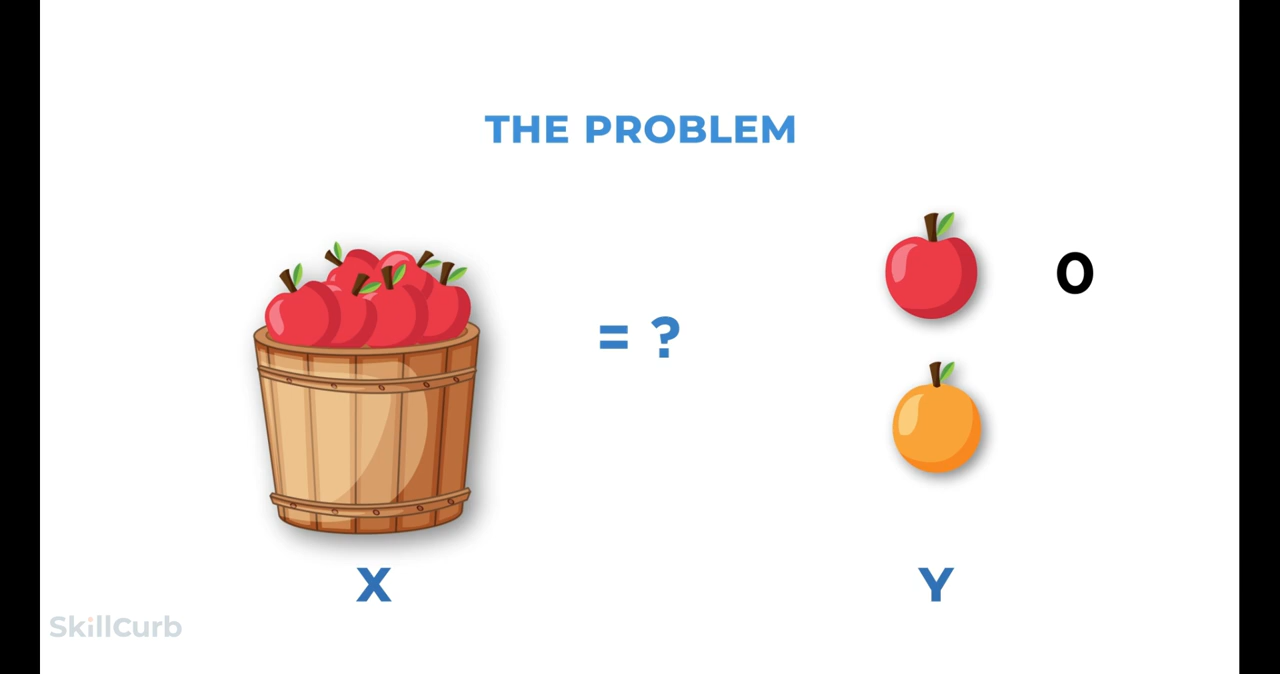 THE PROBLEM
0
= ?
X
Y
SkillCurb